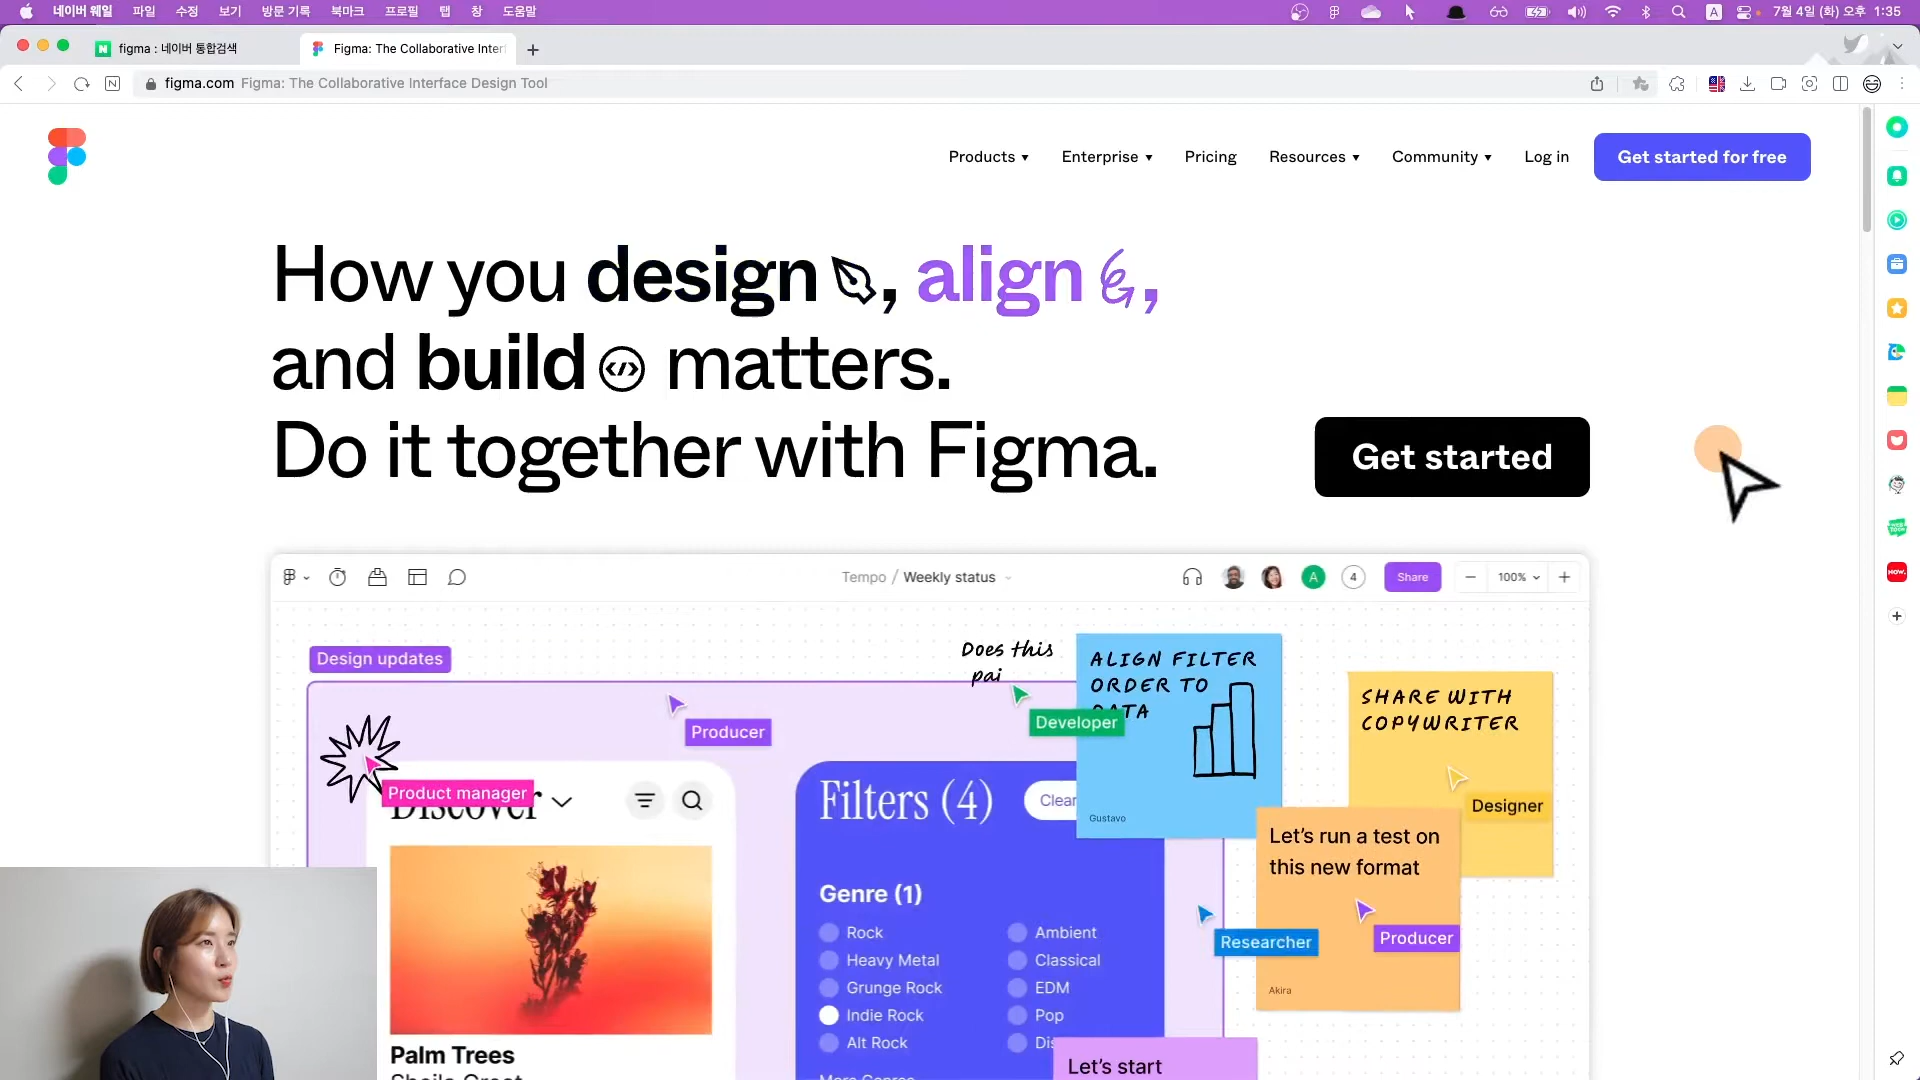 네이버 웨일 파일 수정 보기 방문 기록 북마크 프로필 탭 창 도움말 A 7월 4일 (화) 오후 1:35
N figma : 네이버 통합검색 Figma: The Collaborative Inter
N figma.com Figma: The Collaborative Interface Design Tool
Products Enterprise Pricing Resources Community Log in Get started for free
How you design, align,
and build </> matters.
Do it together with Figma.
Get started
Tempo / Weekly status A 4 Share 100%
Design updates
Does this
pai
ALIGN FILTER
ORDER TO
Gustavo
SHARE WITH
COPYWRITER
Producer
Developer
Product manager
Designer
Filters (4)
Clear
Let's run a test on
this new format
Akira
Producer
Researcher
Genre (1)
Rock
Heavy Metal
Grunge Rock
Indie Rock
Alt Rock
Ambient
Classical
EDM
Pop
Palm Trees
Let's start
NOW.